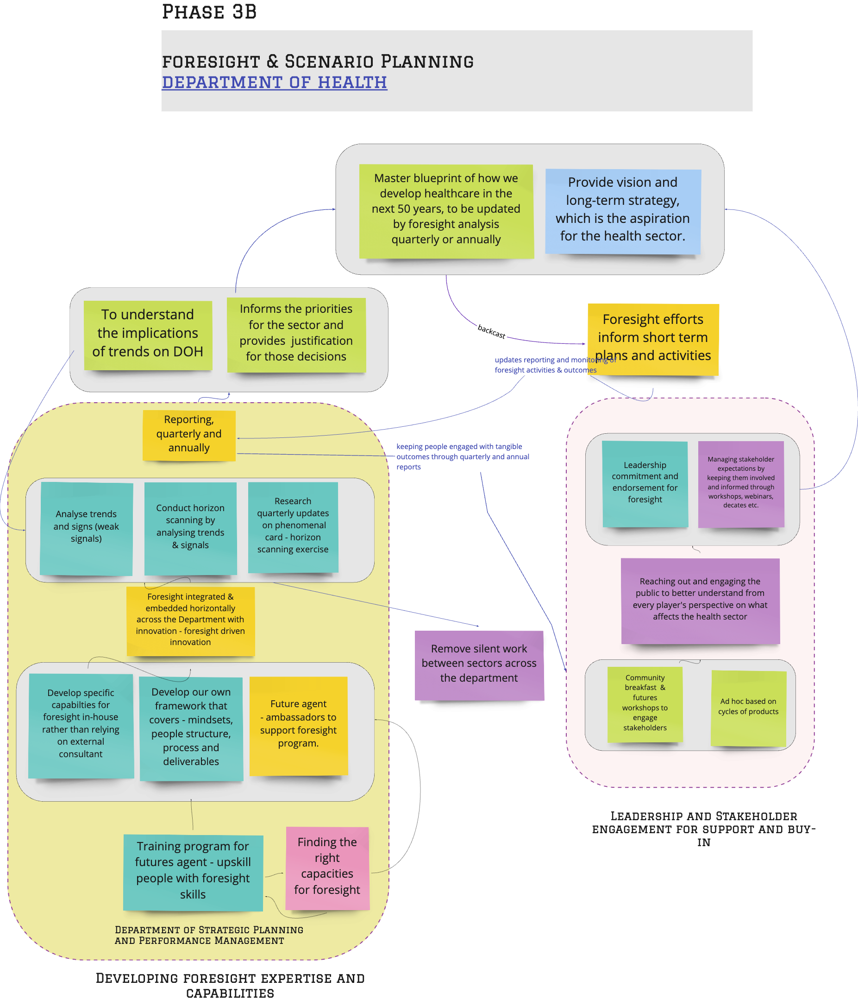 Phase 3B
foresight & Scenario Planning
department of health
Master blueprint of how we
develop healthcare in the
next 50 years, to be updated
by foresight analysis
quarterly or annually
Provide vision and
long-term strategy,
which is the aspiration
for the health sector.
To understand
the implications
of trends on DOH
Informs the priorities
for the sector and
provides  justification
for those decisions
backcast
Foresight efforts
inform short term
plans and activities
updates reporting and monitoring of
foresight activities & outcomes
Reporting,
quarterly and
annually
keeping people engaged with tangible
outcomes through quarterly and annual
reports
Analyse trends
and signs (weak
signals)
Conduct horizon
scanning by
analysing trends
& signals
Research
quarterly updates
on phenomenal
card - horizon
scanning exercise
Leadership
commitment and
endorsement for
foresight
Managing stakeholder
expectations by
keeping them involved
and informed through
workshops, webinars,
decates etc.
Foresight integrated &
embedded horizontally
across the Department with
innovation - foresight driven
innovation
Reaching out and engaging the
public to better understand from
every player's perspective on what
affects the health sector
Remove silent work
between sectors across
the department
Develop specific
capabilties for
foresight in-house
rather than relying
on external
consultant
Develop our own
framework that
covers - mindsets,
people structure,
process and
deliverables
Future agent
- ambassadors to
support foresight
program.
Community
breakfast  &
futures
workshops to
engage
stakeholders
Ad hoc based on
cycles of products
Leadership and Stakeholder
engagement for support and buy-
in
Training program for
futures agent - upskill
people with foresight
skills
Finding the
right
capacities
for foresight
Department of Strategic Planning
and Performance Management
Developing foresight expertise and
capabilities